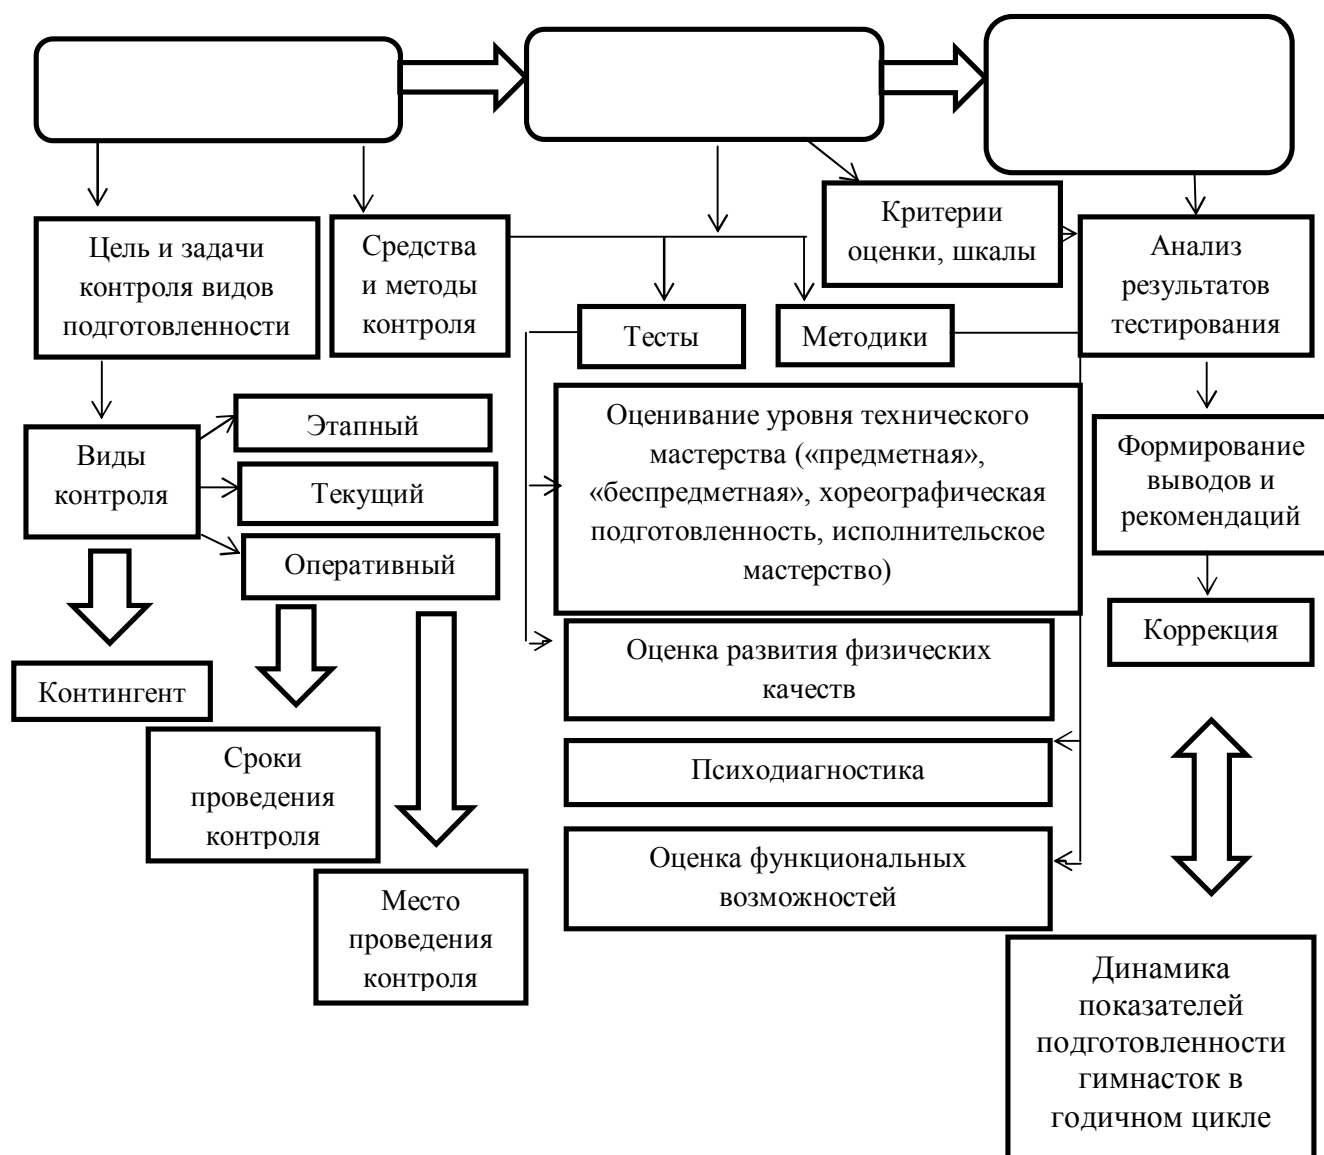 Критерии
оценки, шкалы
Цель и задачи
контроля видов
подготовленности
Средства
и методы
контроля
Анализ
результатов
тестирования
Тесты
Методики
Этапный
Виды
контроля
Текущий
Оперативный
Оценивание уровня технического
мастерства («предметная»,
«беспредметная», хореографическая
подготовленность, исполнительское
мастерство)
Формирование
выводов и
рекомендаций
Коррекция
Контингент
Оценка развития физических
качеств
Сроки
проведения
контроля
Психодиагностика
Оценка функциональных
возможностей
Место
проведения
контроля
Динамика
показателей
подготовленности
гимнасток в
годичном цикле